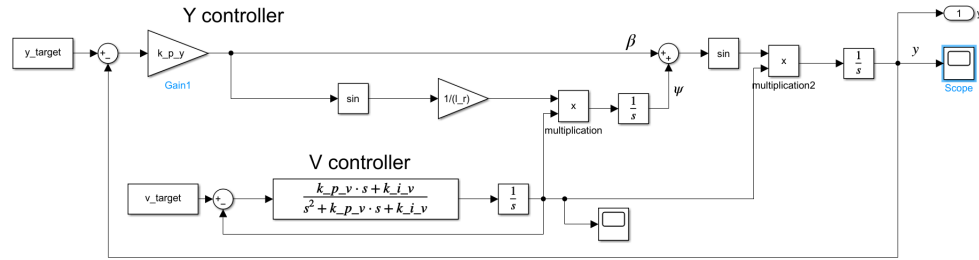 Y controller
1
y
y_target
+
−
k_p_y
Gain1
β
+
+
sin
x
multiplication2
1
s
y
Scope
sin
1/(l_r)
x
multiplication
1
s
ψ
V controller
v_target
+
−
k_p_v · s + k_i_v
s² + k_p_v · s + k_i_v
1
s